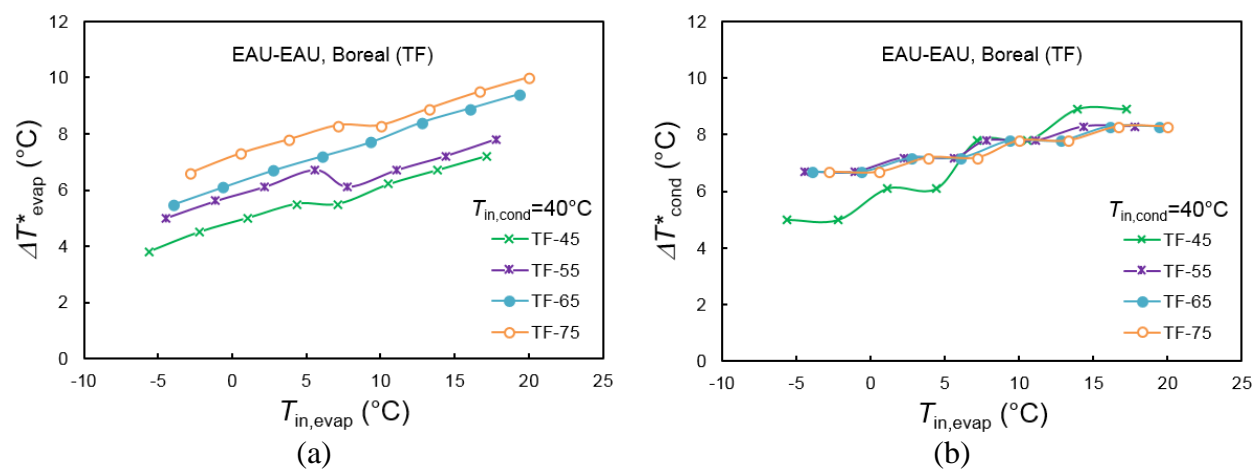 12
10
8
6
4
2
0
ΔT*evap (°C)
EAU-EAU, Boreal (TF)
Tin,cond=40°C
TF-45
TF-55
TF-65
TF-75
-10
-5
0
5
10
15
20
25
Tin,evap (°C)
(a)
12
10
8
6
4
2
0
ΔT*cond (°C)
EAU-EAU, Boreal (TF)
Tin,cond=40°C
TF-45
TF-55
TF-65
TF-75
-10
-5
0
5
10
15
20
25
Tin,evap (°C)
(b)